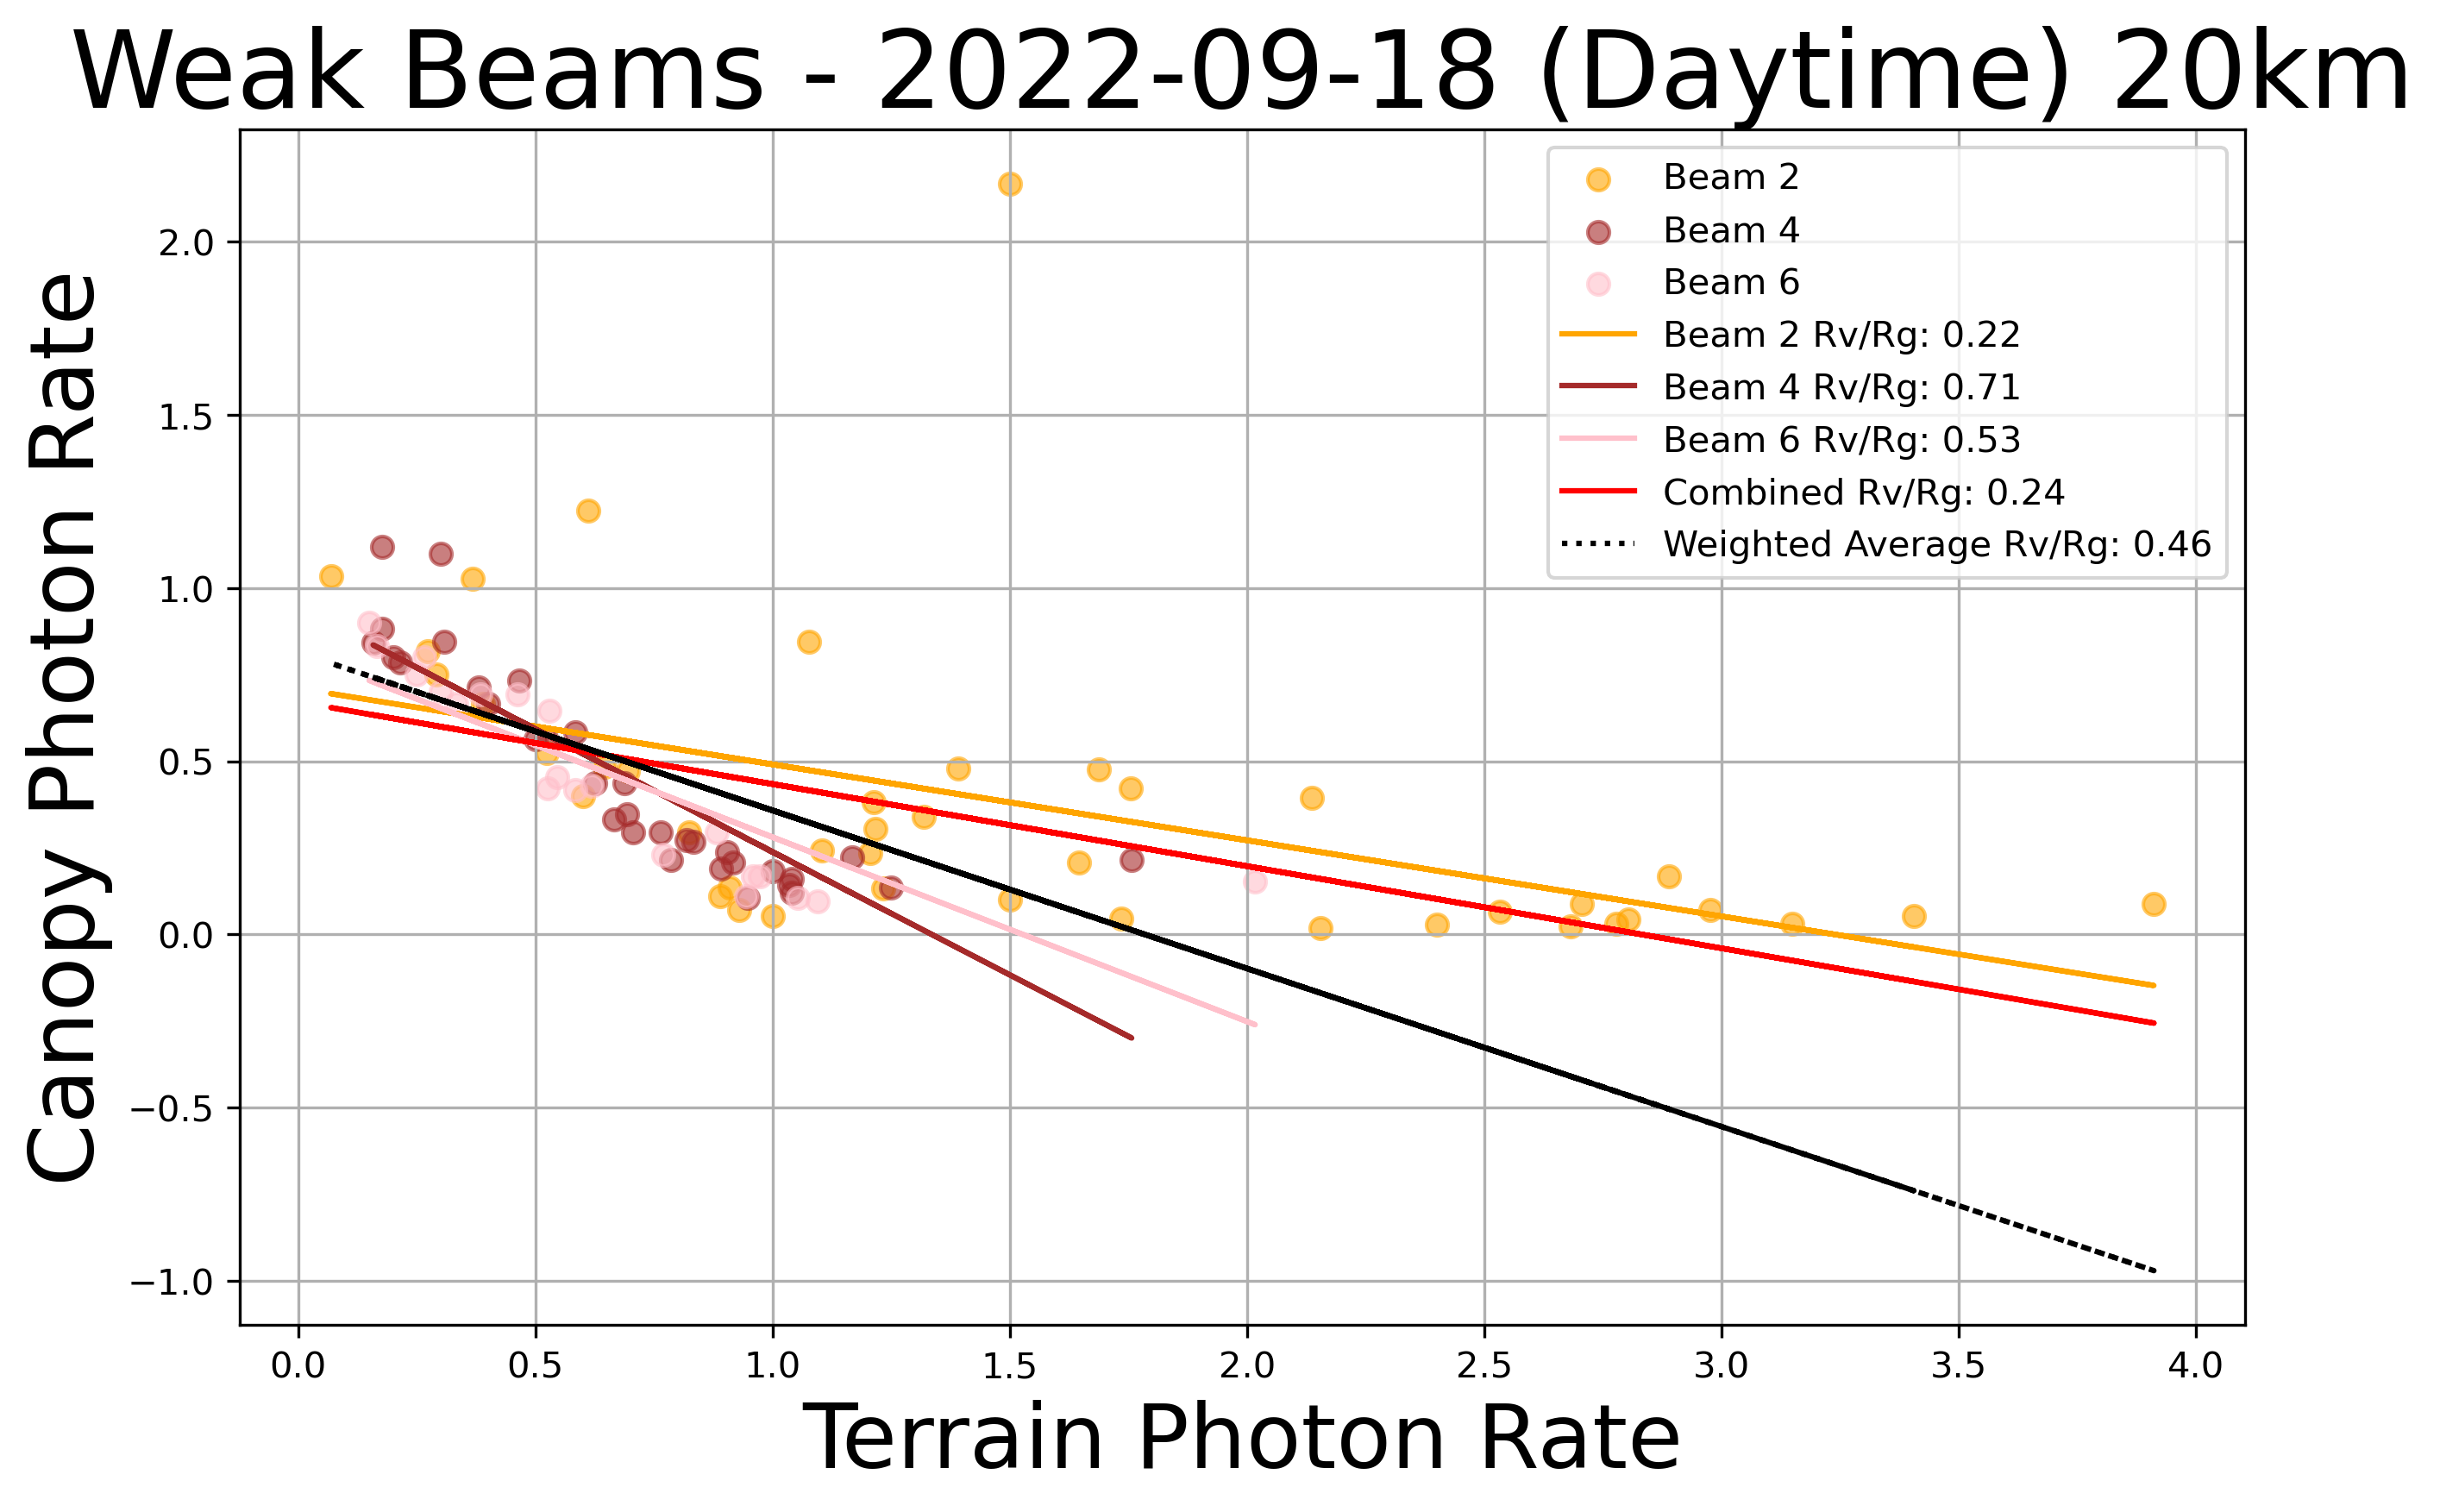 Weak Beams - 2022-09-18 (Daytime) 20km
Canopy Photon Rate
2.0
1.5
1.0
0.5
0.0
−0.5
−1.0
Beam 2
Beam 4
Beam 6
Beam 2 Rv/Rg: 0.22
Beam 4 Rv/Rg: 0.71
Beam 6 Rv/Rg: 0.53
Combined Rv/Rg: 0.24
Weighted Average Rv/Rg: 0.46
0.0 0.5 1.0 1.5 2.0 2.5 3.0 3.5 4.0
Terrain Photon Rate